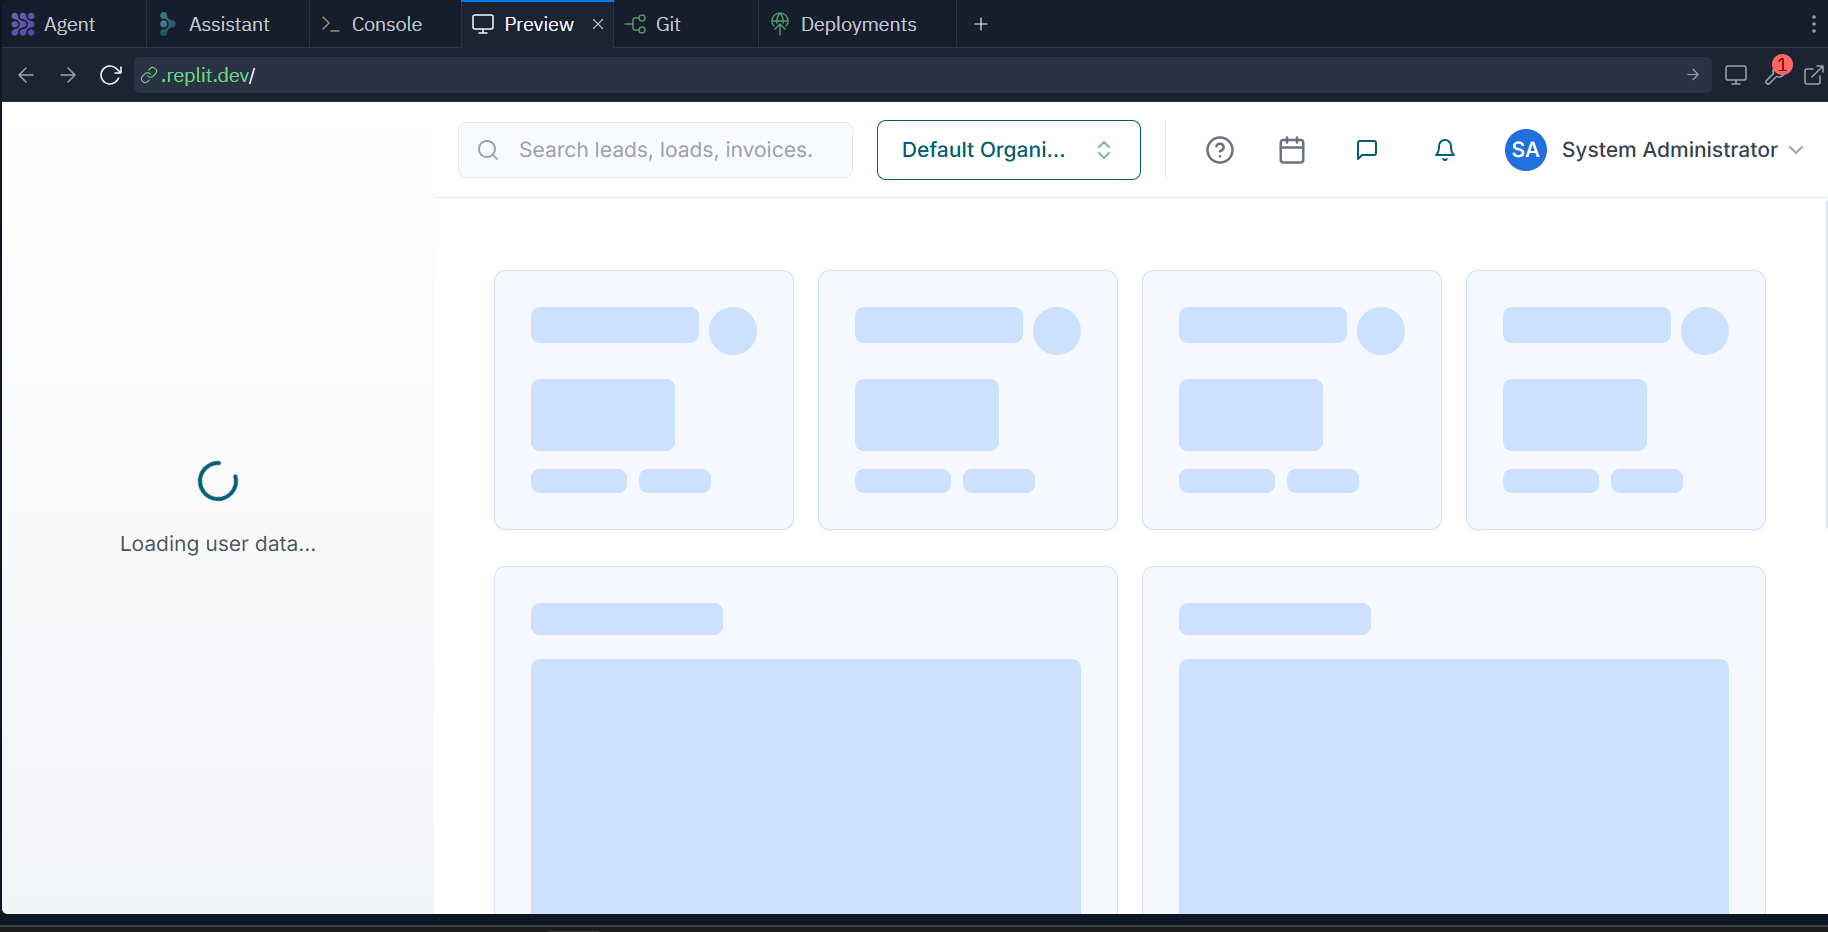 Agent Assistant Console Preview Git Deployments
.replit.dev/ 1
Search leads, loads, invoices. Default Organi... SA System Administrator
Loading user data...